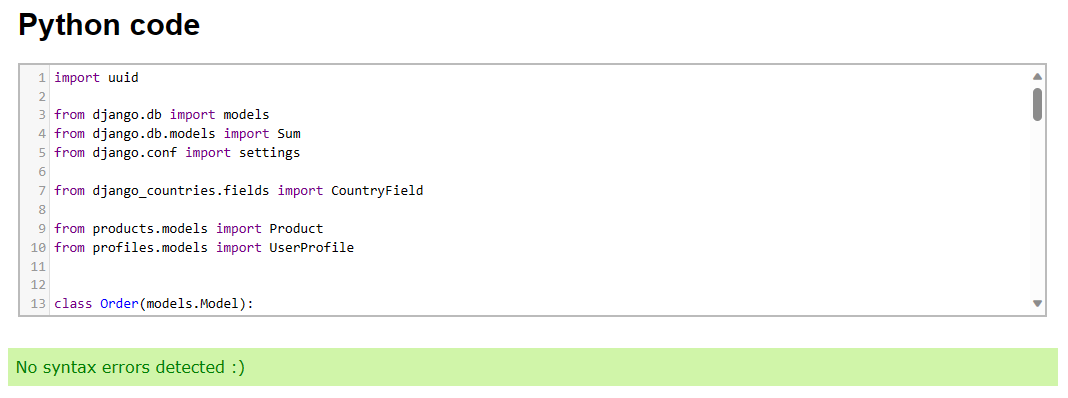 Python code
1 import uuid
2
3 from django.db import models
4 from django.db.models import Sum
5 from django.conf import settings
6
7 from django_countries.fields import CountryField
8
9 from products.models import Product
10 from profiles.models import UserProfile
11
12
13 class Order(models.Model):
No syntax errors detected :)